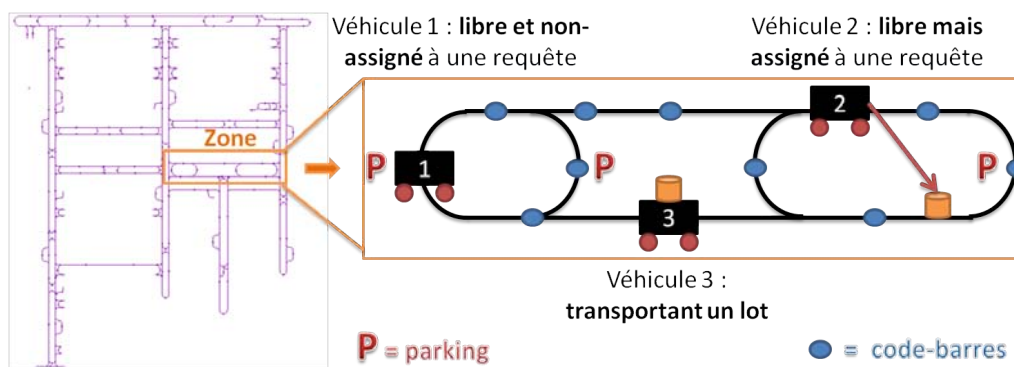 Véhicule 1 : libre et non-
assigné à une requête
Véhicule 2 : libre mais
assigné à une requête
Zone
P
1
P
3
2
P
Véhicule 3 :
transportant un lot
P = parking
= code-barres